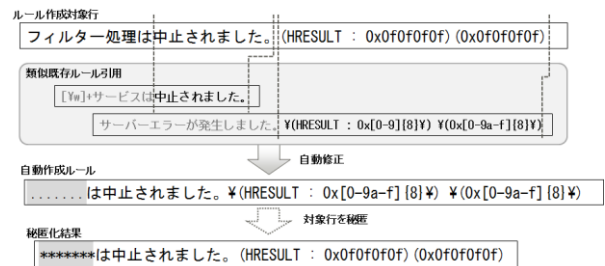 ルール作成対象行
フィルター処理は中止されました。(HRESULT : 0x0f0f0f0f)(0x0f0f0f0f)
類似既存ルール引用
[¥w]+サービスは中止されました。
サーバーエラーが発生しました。¥(HRESULT : 0x[0-9][8]¥) ¥(0x[0-9a-f][8]¥)
自動修正
自動作成ルール
.......は中止されました。¥(HRESULT : 0x[0-9a-f]{8}¥) ¥(0x[0-9a-f]{8}¥)
対象行を秘匿
秘匿化結果
*******は中止されました。(HRESULT : 0x0f0f0f0f)(0x0f0f0f0f)